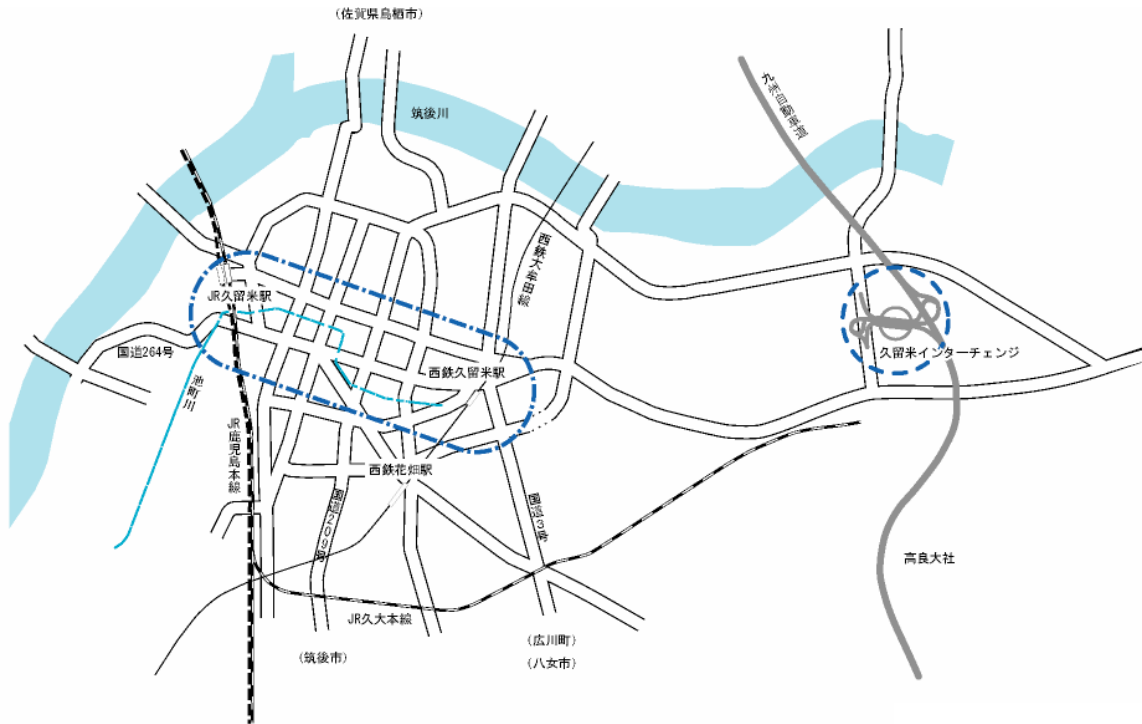 (佐賀県鳥栖市)
筑後川
九州自動車道
西鉄大牟田線
JR久留米駅
国道264号
池町川
西鉄久留米駅
久留米インターチェンジ
JR鹿児島本線
西鉄花畑駅
国道209号
国道3号
高良大社
JR久大本線
(筑後市)
(広川町)
(八女市)